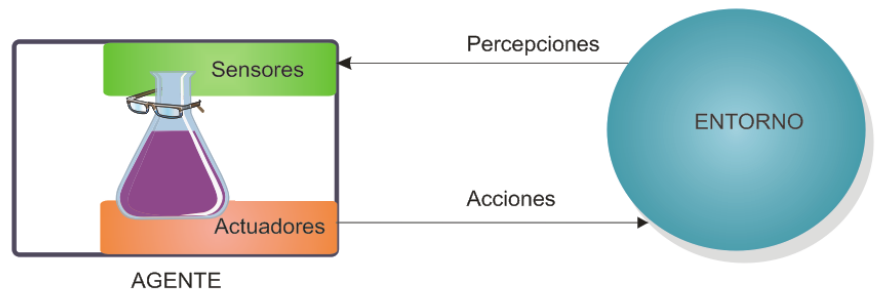 Percepciones
Sensores
ENTORNO
Acciones
Actuadores
AGENTE